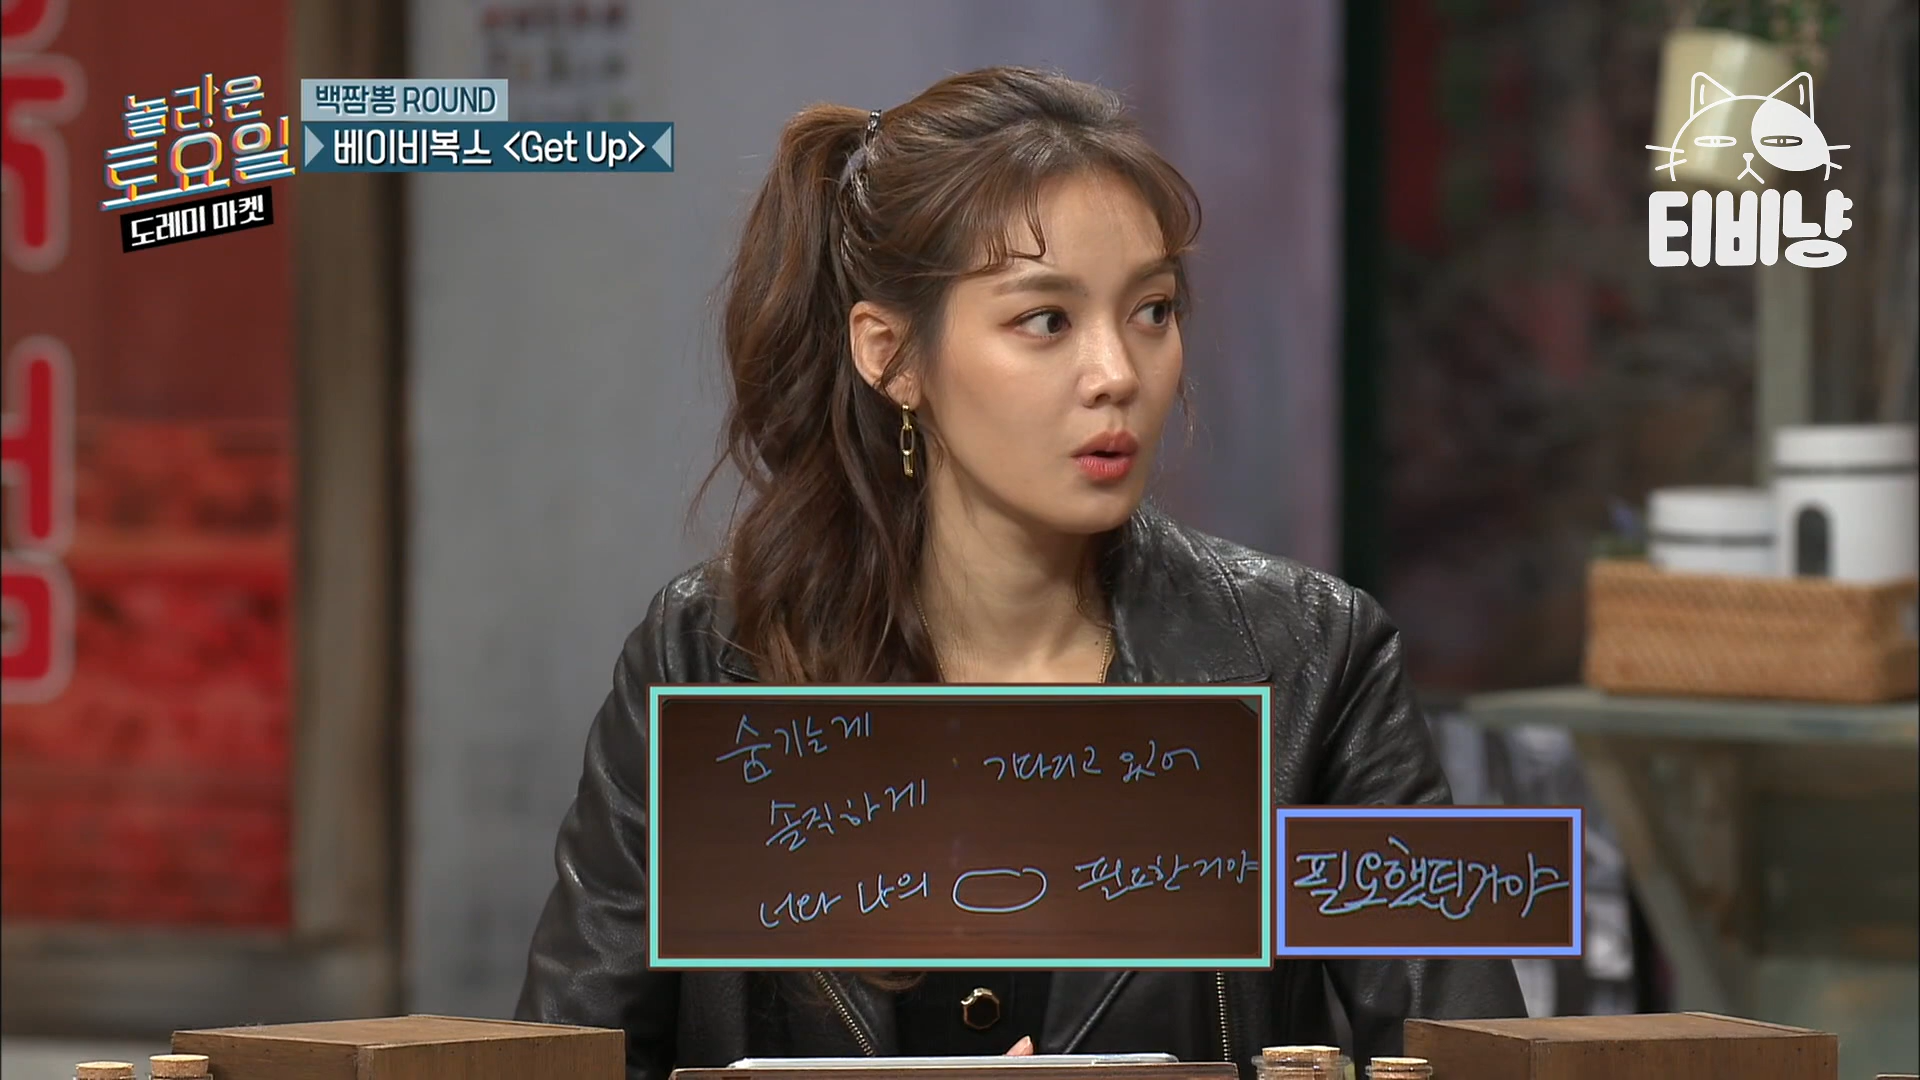 놀라운
토요일
도레미 마켓
백짬뽕 ROUND
베이비복스 <Get Up>
티비냥
숨기는게
기다리고 있어
솔직하게
너와 나의 필요한거야
필요했던거야